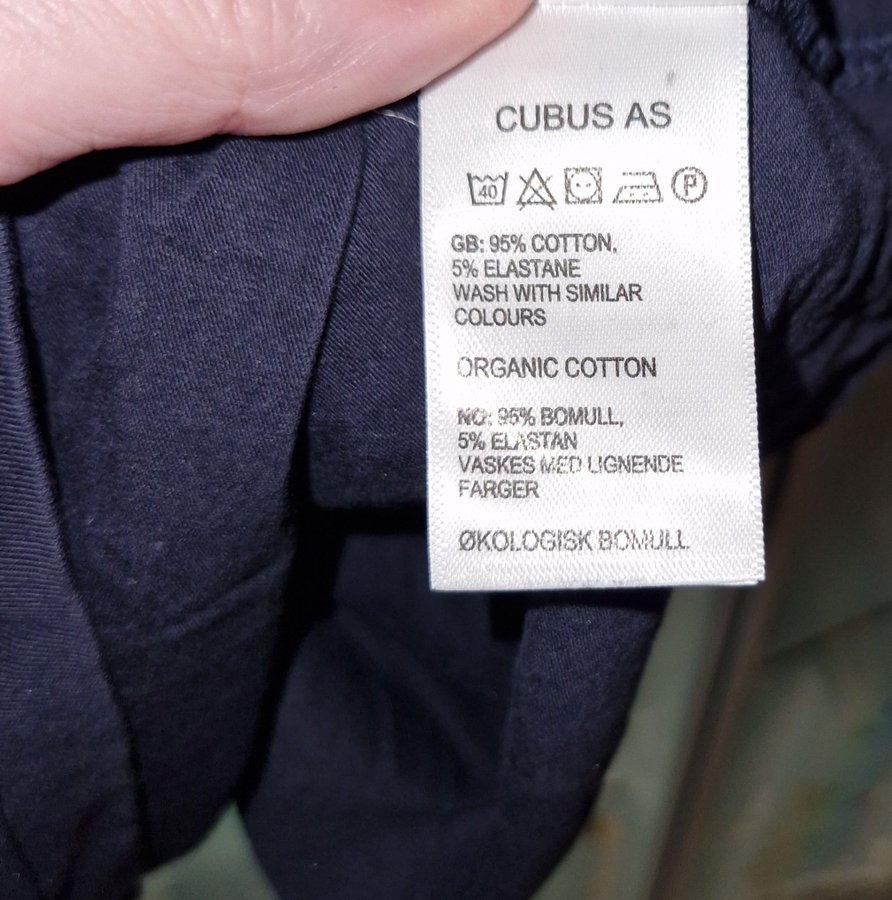 CUBUS AS
40 P
GB: 95% COTTON,
5% ELASTANE
WASH WITH SIMILAR
COLOURS
ORGANIC COTTON
NO: 95% BOMULL,
5% ELASTAN
VASKES MED LIGNENDE
FARGER
ØKOLOGISK BOMULL